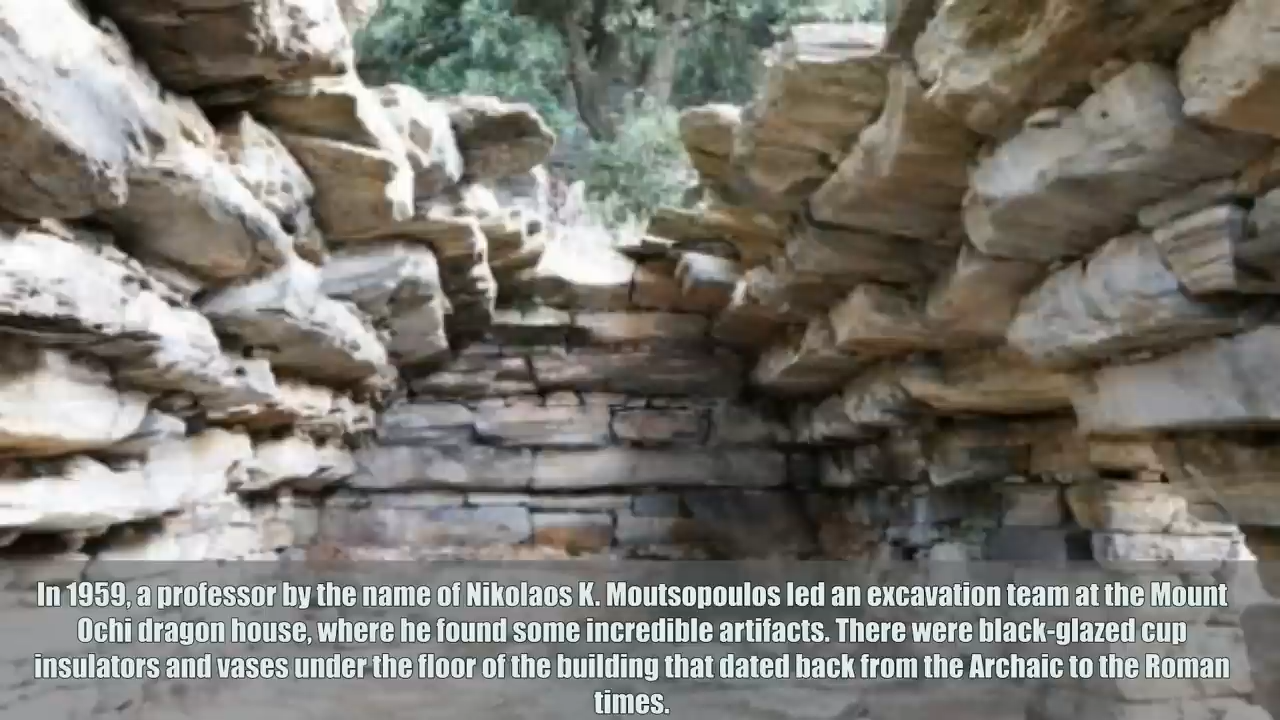 In 1959, a professor by the name of Nikolaos K. Moutsopoulos led an excavation team at the Mount
Ochi dragon house, where he found some incredible artifacts. There were black-glazed cup
insulators and vases under the floor of the building that dated back from the Archaic to the Roman
times.